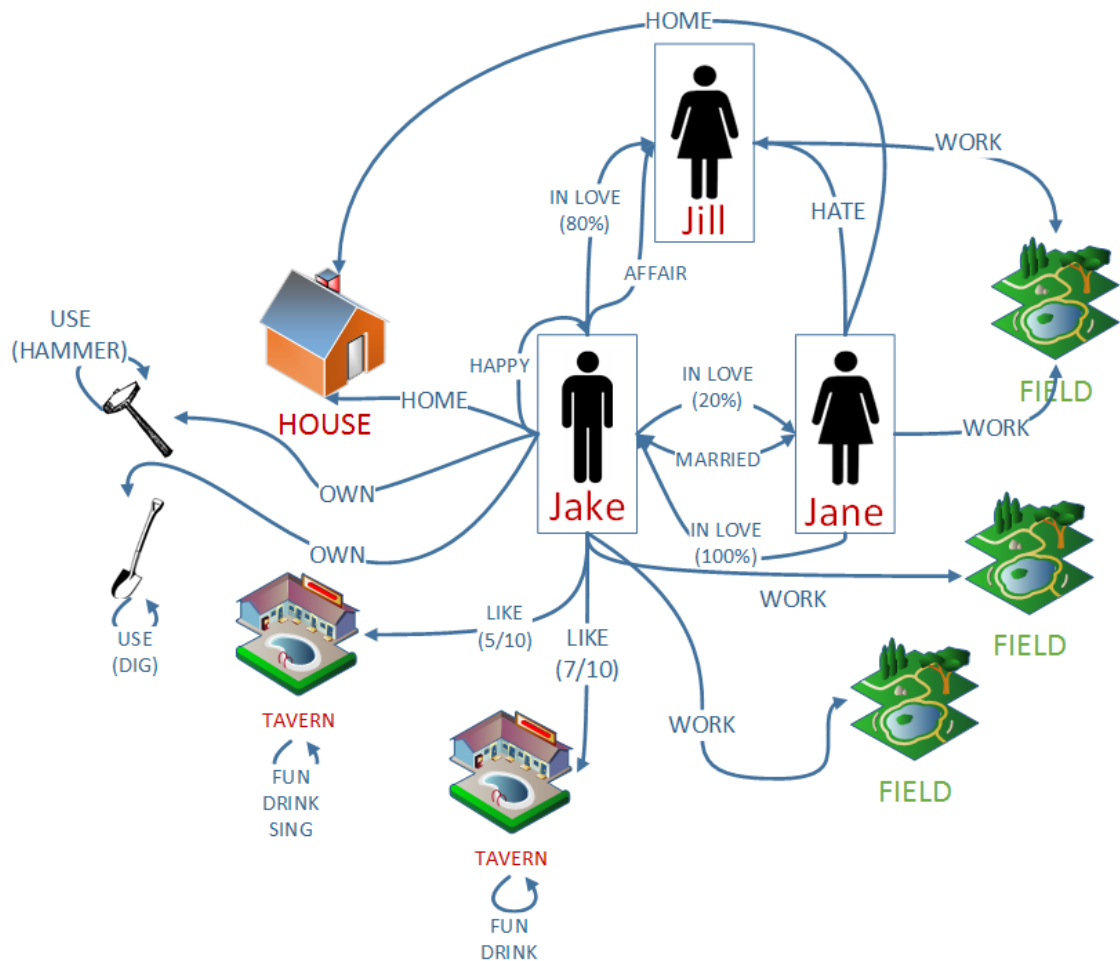 HOME
WORK
IN LOVE
(80%)
Jill
HATE
AFFAIR
USE
(HAMMER)
HAPPY
IN LOVE
(20%)
FIELD
HOUSE
HOME
WORK
MARRIED
OWN
Jake
Jane
IN LOVE
(100%)
OWN
WORK
LIKE
(5/10)
LIKE
(7/10)
USE
(DIG)
FIELD
TAVERN
WORK
FUN
DRINK
SING
FIELD
TAVERN
FUN
DRINK